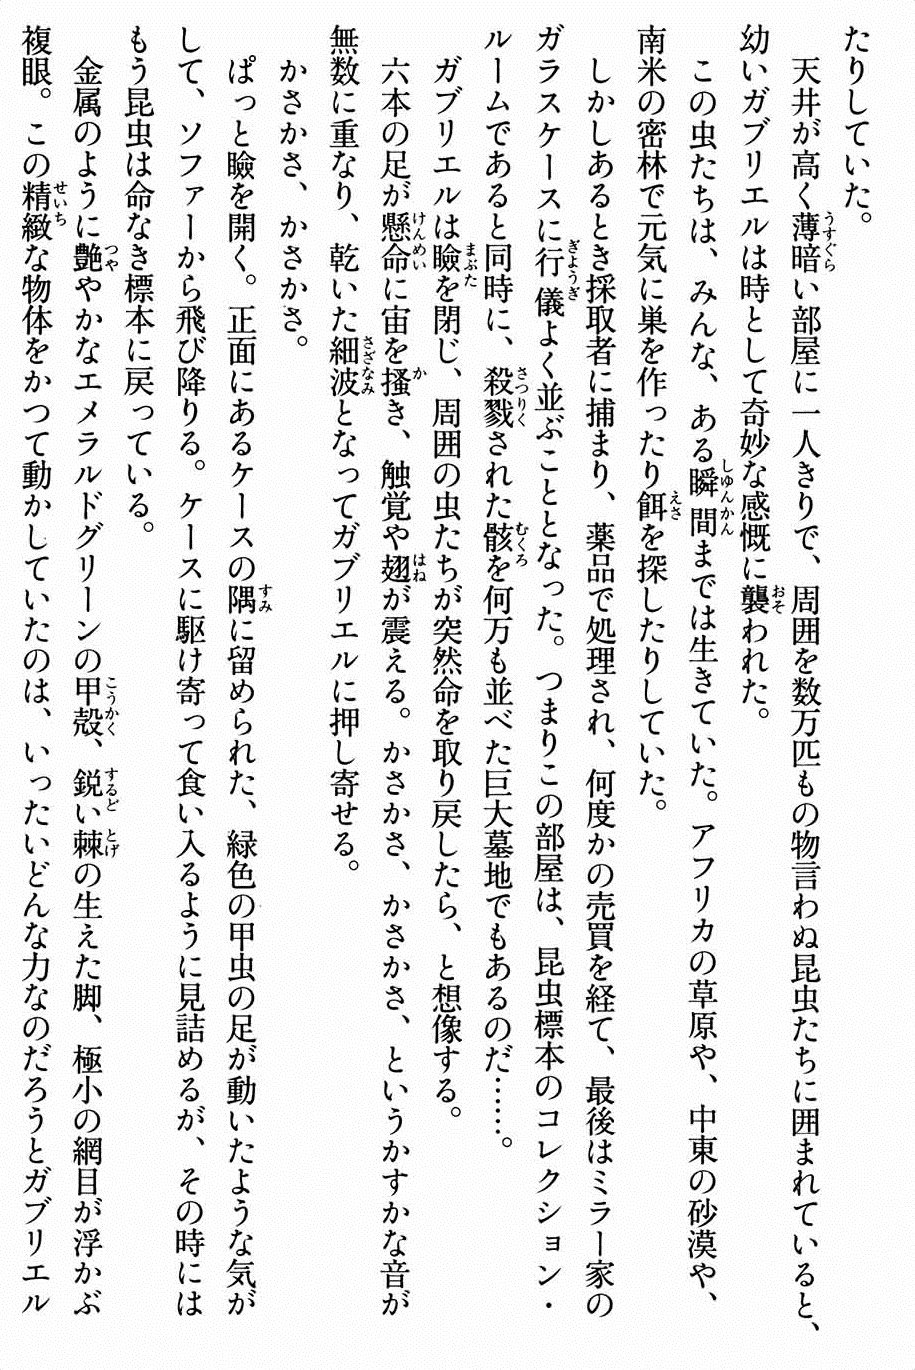 たりしていた。
天井が高く薄暗い部屋に一人きりで、周囲を数万匹もの物言わぬ昆虫たちに囲まれていると、
幼いガブリエルは時として奇妙な感慨に襲われた。
この虫たちは、みんな、ある瞬間までは生きていた。アフリカの草原や、中東の砂漠や、
南米の密林で元気に巣を作ったり餌を探したりしていた。
しかしあるとき採取者に捕まり、薬品で処理され、何度かの売買を経て、最後はミラー家の
ガラスケースに行儀よく並ぶこととなった。つまりこの部屋は、昆虫標本のコレクション・
ルームであると同時に、殺戮された骸を何万も並べた巨大墓地でもあるのだ……。
ガブリエルは瞼を閉じ、周囲の虫たちが突然命を取り戻したら、と想像する。
六本の足が懸命に宙を掻き、触覚や翅が震える。かさかさ、かさかさ、というかすかな音が
無数に重なり、乾いた細波となってガブリエルに押し寄せる。
かさかさ、かさかさ。
ぱっと瞼を開く。正面にあるケースの隅に留められた、緑色の甲虫の足が動いたような気が
して、ソファーから飛び降りる。ケースに駆け寄って食い入るように見詰めるが、その時には
もう昆虫は命なき標本に戻っている。
金属のように艶やかなエメラルドグリーンの甲殻、鋭い棘の生えた脚、極小の網目が浮かぶ
複眼。この精緻な物体をかつて動かしていたのは、いったいどんな力なのだろうとガブリエル